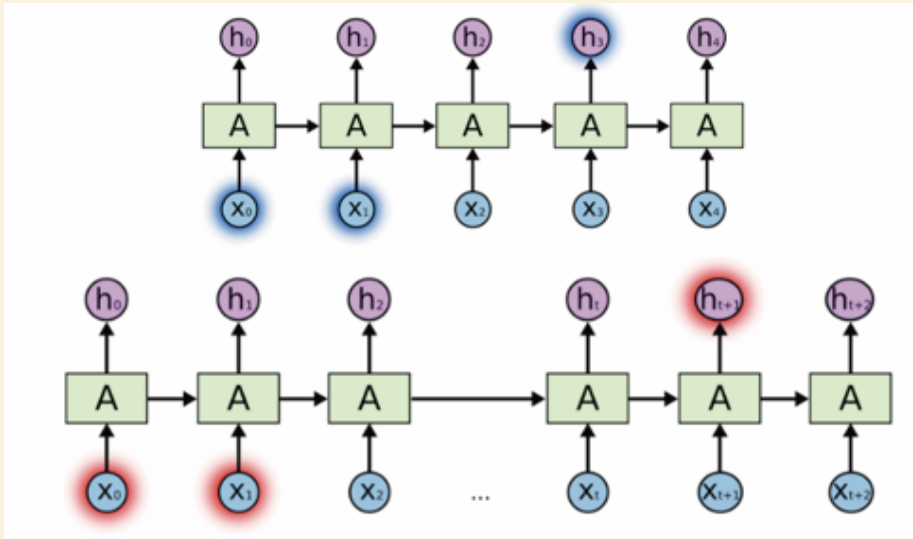 h₀ h₁ h₂ h₃ h₄
A A A A A
x₀ x₁ x₂ x₃ x₄
h₀ h₁ h₂ hₜ hₜ₊₁ hₜ₊₂
A A A A A A
x₀ x₁ x₂ ... xₜ xₜ₊₁ xₜ₊₂